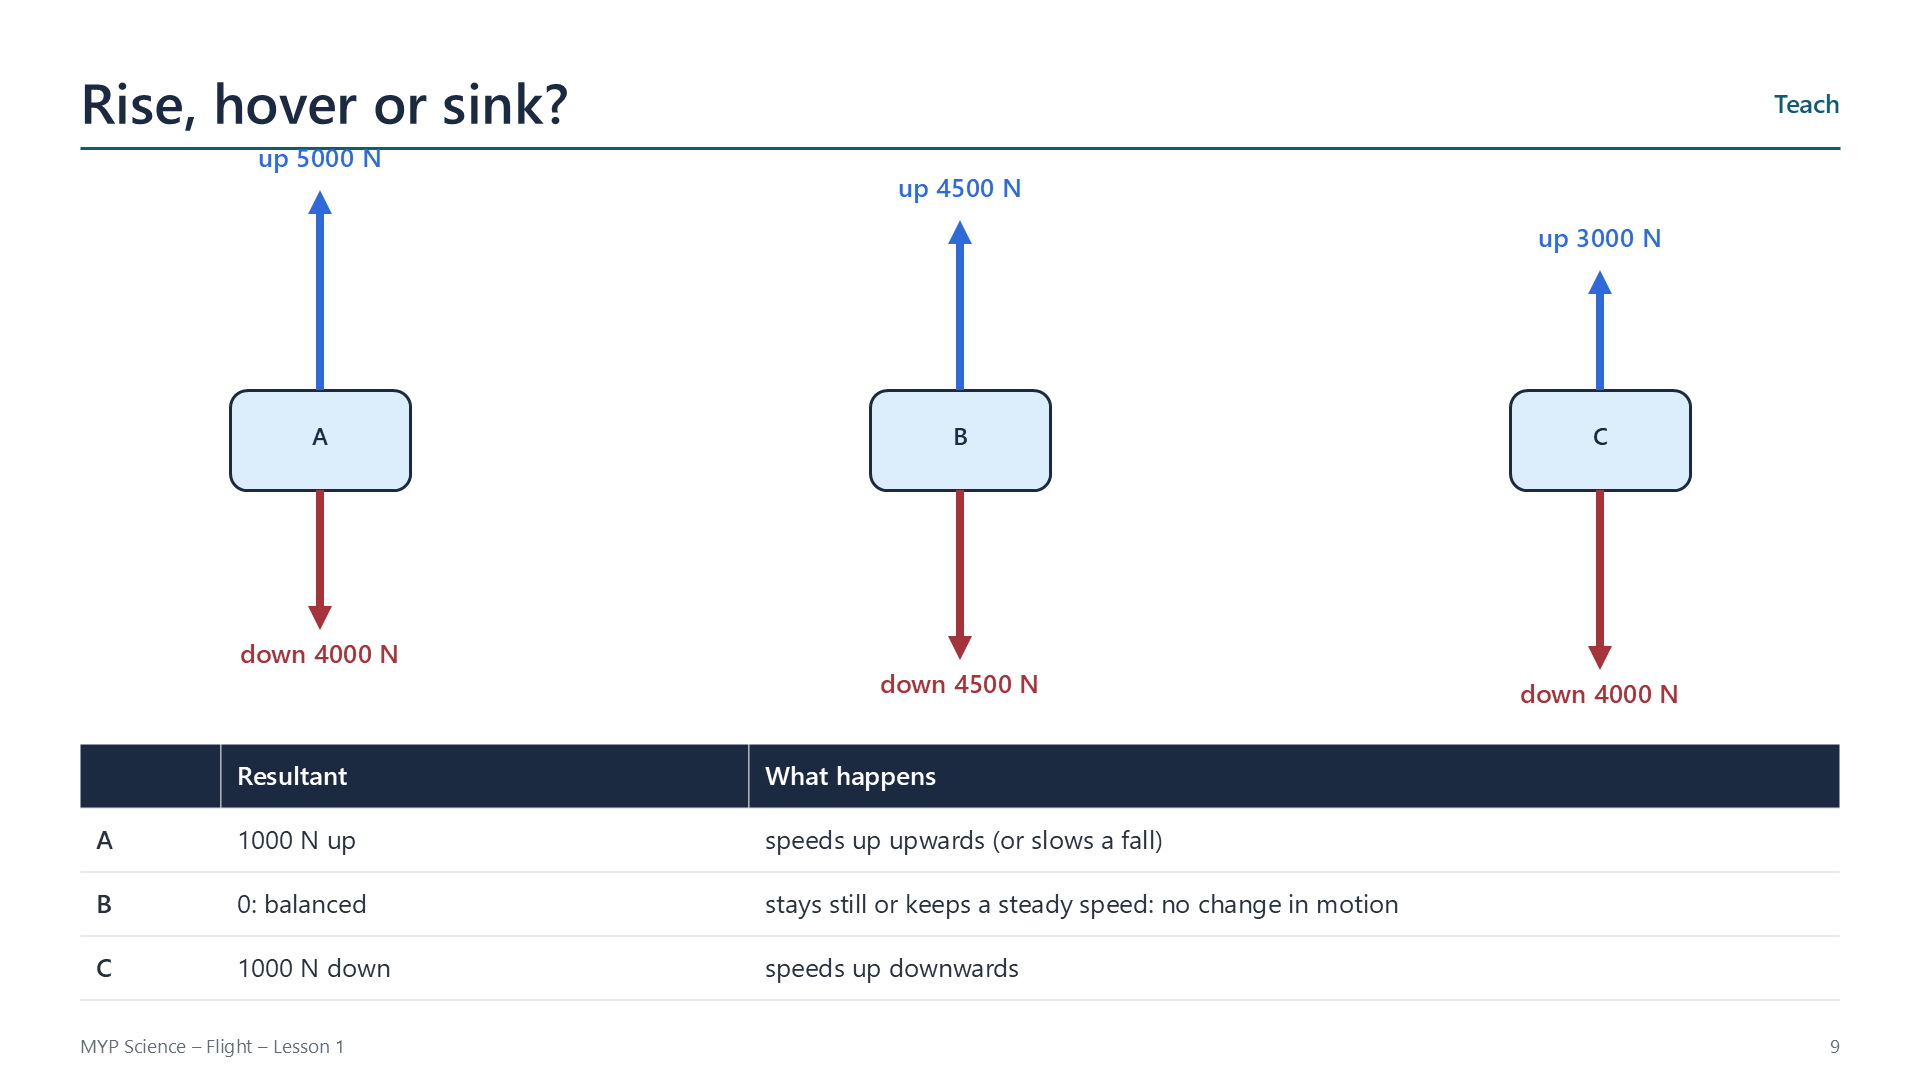 Rise, hover or sink?
Teach
up 5000 N
up 4500 N
up 3000 N
A
B
C
down 4000 N
down 4500 N
down 4000 N
Resultant What happens
A 1000 N up speeds up upwards (or slows a fall)
B 0: balanced stays still or keeps a steady speed: no change in motion
C 1000 N down speeds up downwards
MYP Science – Flight – Lesson 1
9